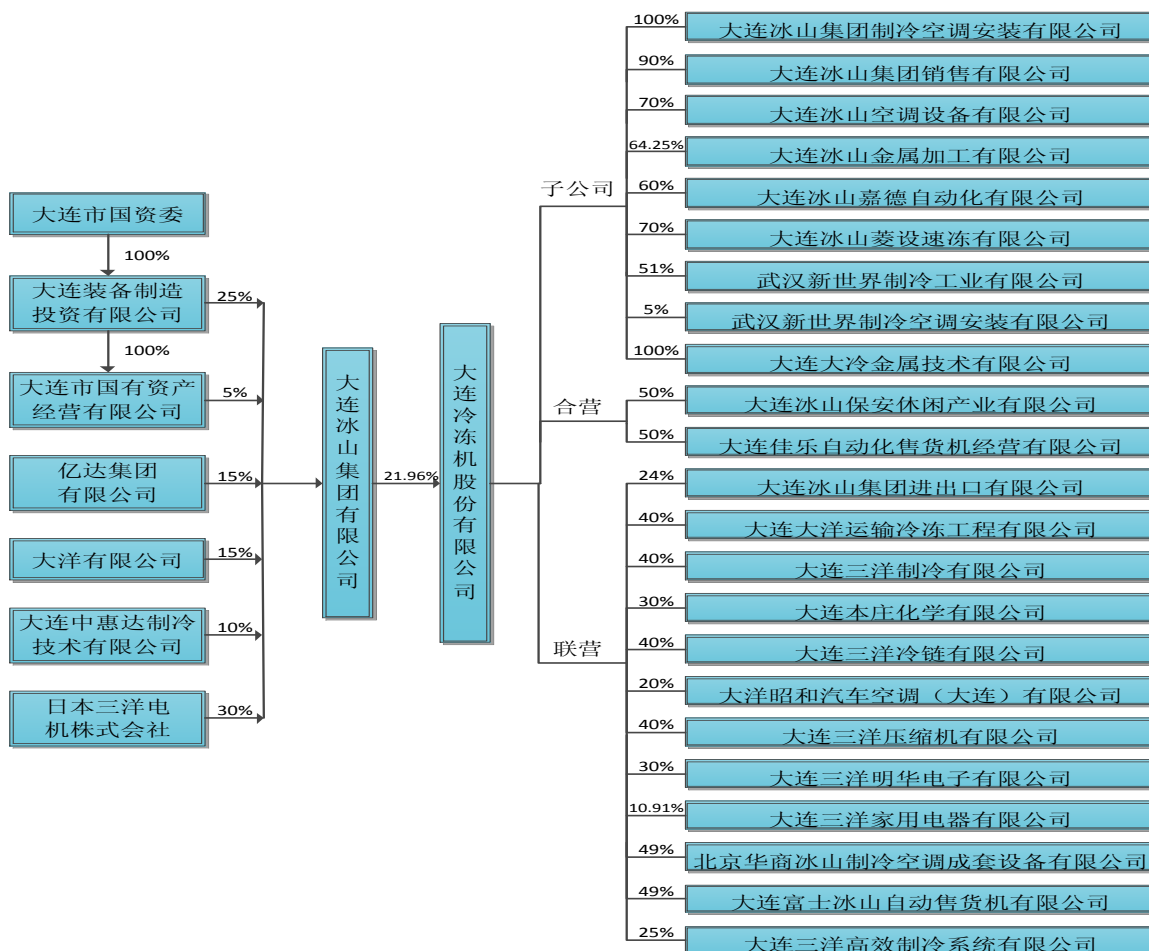 大连市国资委
100%
大连装备制造
投资有限公司
25%
100%
大连市国有资产
经营有限公司
5%
亿达集团
有限公司
15%
大洋有限公司
15%
大连中惠达制冷
技术有限公司
10%
日本三洋电
机株式会社
30%
大连冰山集团有限公司
21.96%
大连冷冻机股份有限公司
子公司
100%
大连冰山集团制冷空调安装有限公司
90%
大连冰山集团销售有限公司
70%
大连冰山空调设备有限公司
64.25%
大连冰山金属加工有限公司
60%
大连冰山嘉德自动化有限公司
70%
大连冰山菱设速冻有限公司
51%
武汉新世界制冷工业有限公司
5%
武汉新世界制冷空调安装有限公司
100%
大连大冷金属技术有限公司
合营
50%
大连冰山保安休闲产业有限公司
50%
大连佳乐自动化售货机经营有限公司
联营
24%
大连冰山集团进出口有限公司
40%
大连大洋运输冷冻工程有限公司
40%
大连三洋制冷有限公司
30%
大连本庄化学有限公司
40%
大连三洋冷链有限公司
20%
大洋昭和汽车空调（大连）有限公司
40%
大连三洋压缩机有限公司
30%
大连三洋明华电子有限公司
10.91%
大连三洋家用电器有限公司
49%
北京华商冰山制冷空调成套设备有限公司
49%
大连富士冰山自动售货机有限公司
25%
大连三洋高效制冷系统有限公司